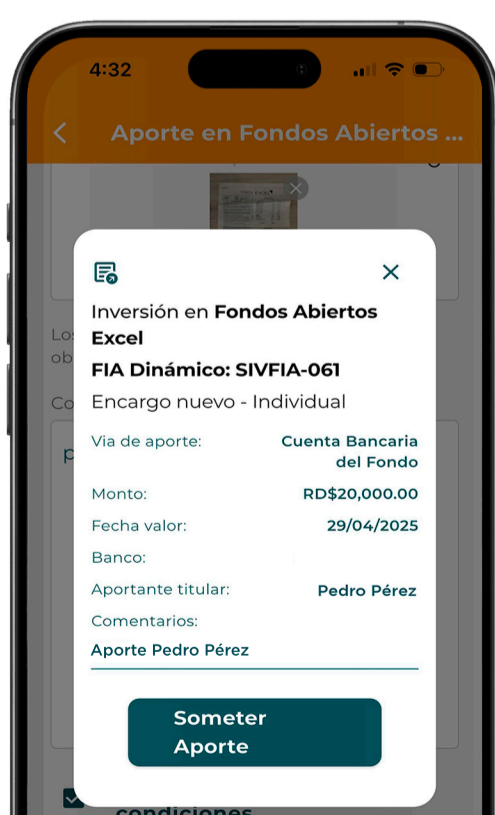 4:32
Aporte en Fondos Abiertos ...
Inversión en Fondos Abiertos
Excel
FIA Dinámico: SIVFIA-061
Encargo nuevo - Individual
Via de aporte: Cuenta Bancaria
del Fondo
Monto: RD$20,000.00
Fecha valor: 29/04/2025
Banco:
Aportante titular: Pedro Pérez
Comentarios:
Aporte Pedro Pérez
Someter
Aporte
condiciones